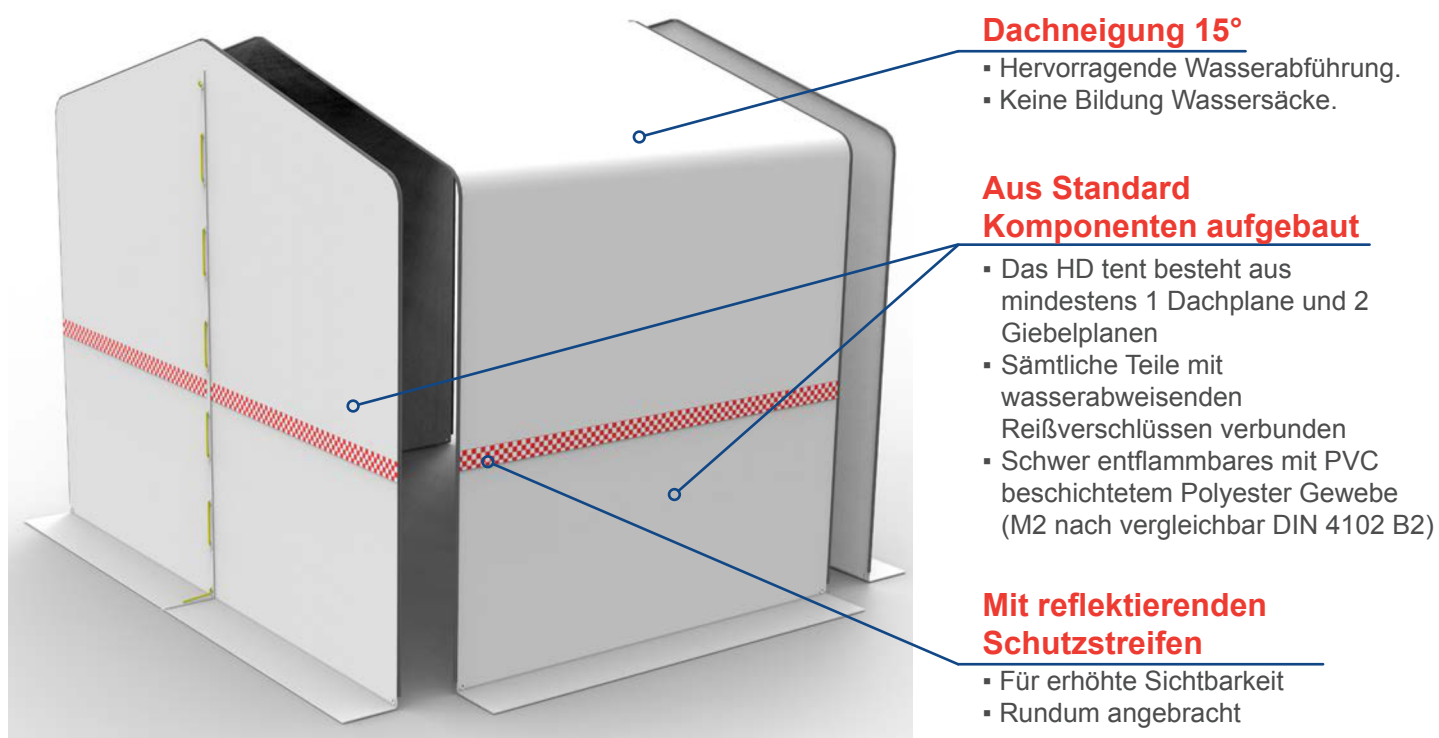 Dachneigung 15°
▪ Hervorragende Wasserabführung.
▪ Keine Bildung Wassersäcke.
Aus Standard
Komponenten aufgebaut
▪ Das HD tent besteht aus
mindestens 1 Dachplane und 2
Giebelplanen
▪ Sämtliche Teile mit
wasserabweisenden
Reißverschlüssen verbunden
▪ Schwer entflammbares mit PVC
beschichtetem Polyester Gewebe
(M2 nach vergleichbar DIN 4102 B2)
Mit reflektierenden
Schutzstreifen
▪ Für erhöhte Sichtbarkeit
▪ Rundum angebracht